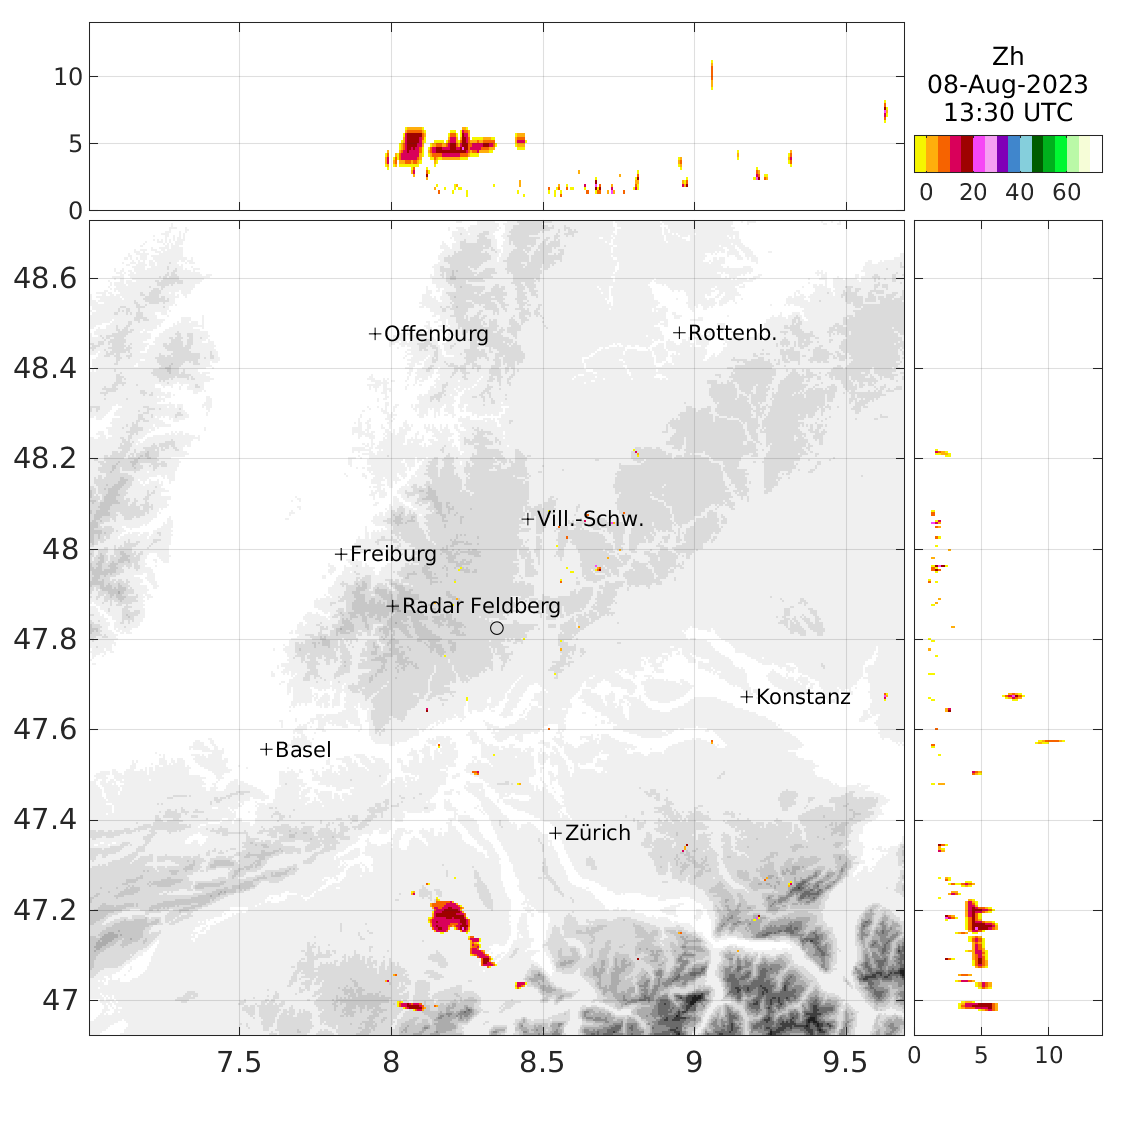 Zh
08-Aug-2023
13:30 UTC
0 20 40 60
10
5
0
48.6
48.4
48.2
48
47.8
47.6
47.4
47.2
47
Offenburg
Rottenb.
Vill.-Schw.
Freiburg
Radar Feldberg
Konstanz
Basel
Zürich
7.5 8 8.5 9 9.5
0 5 10